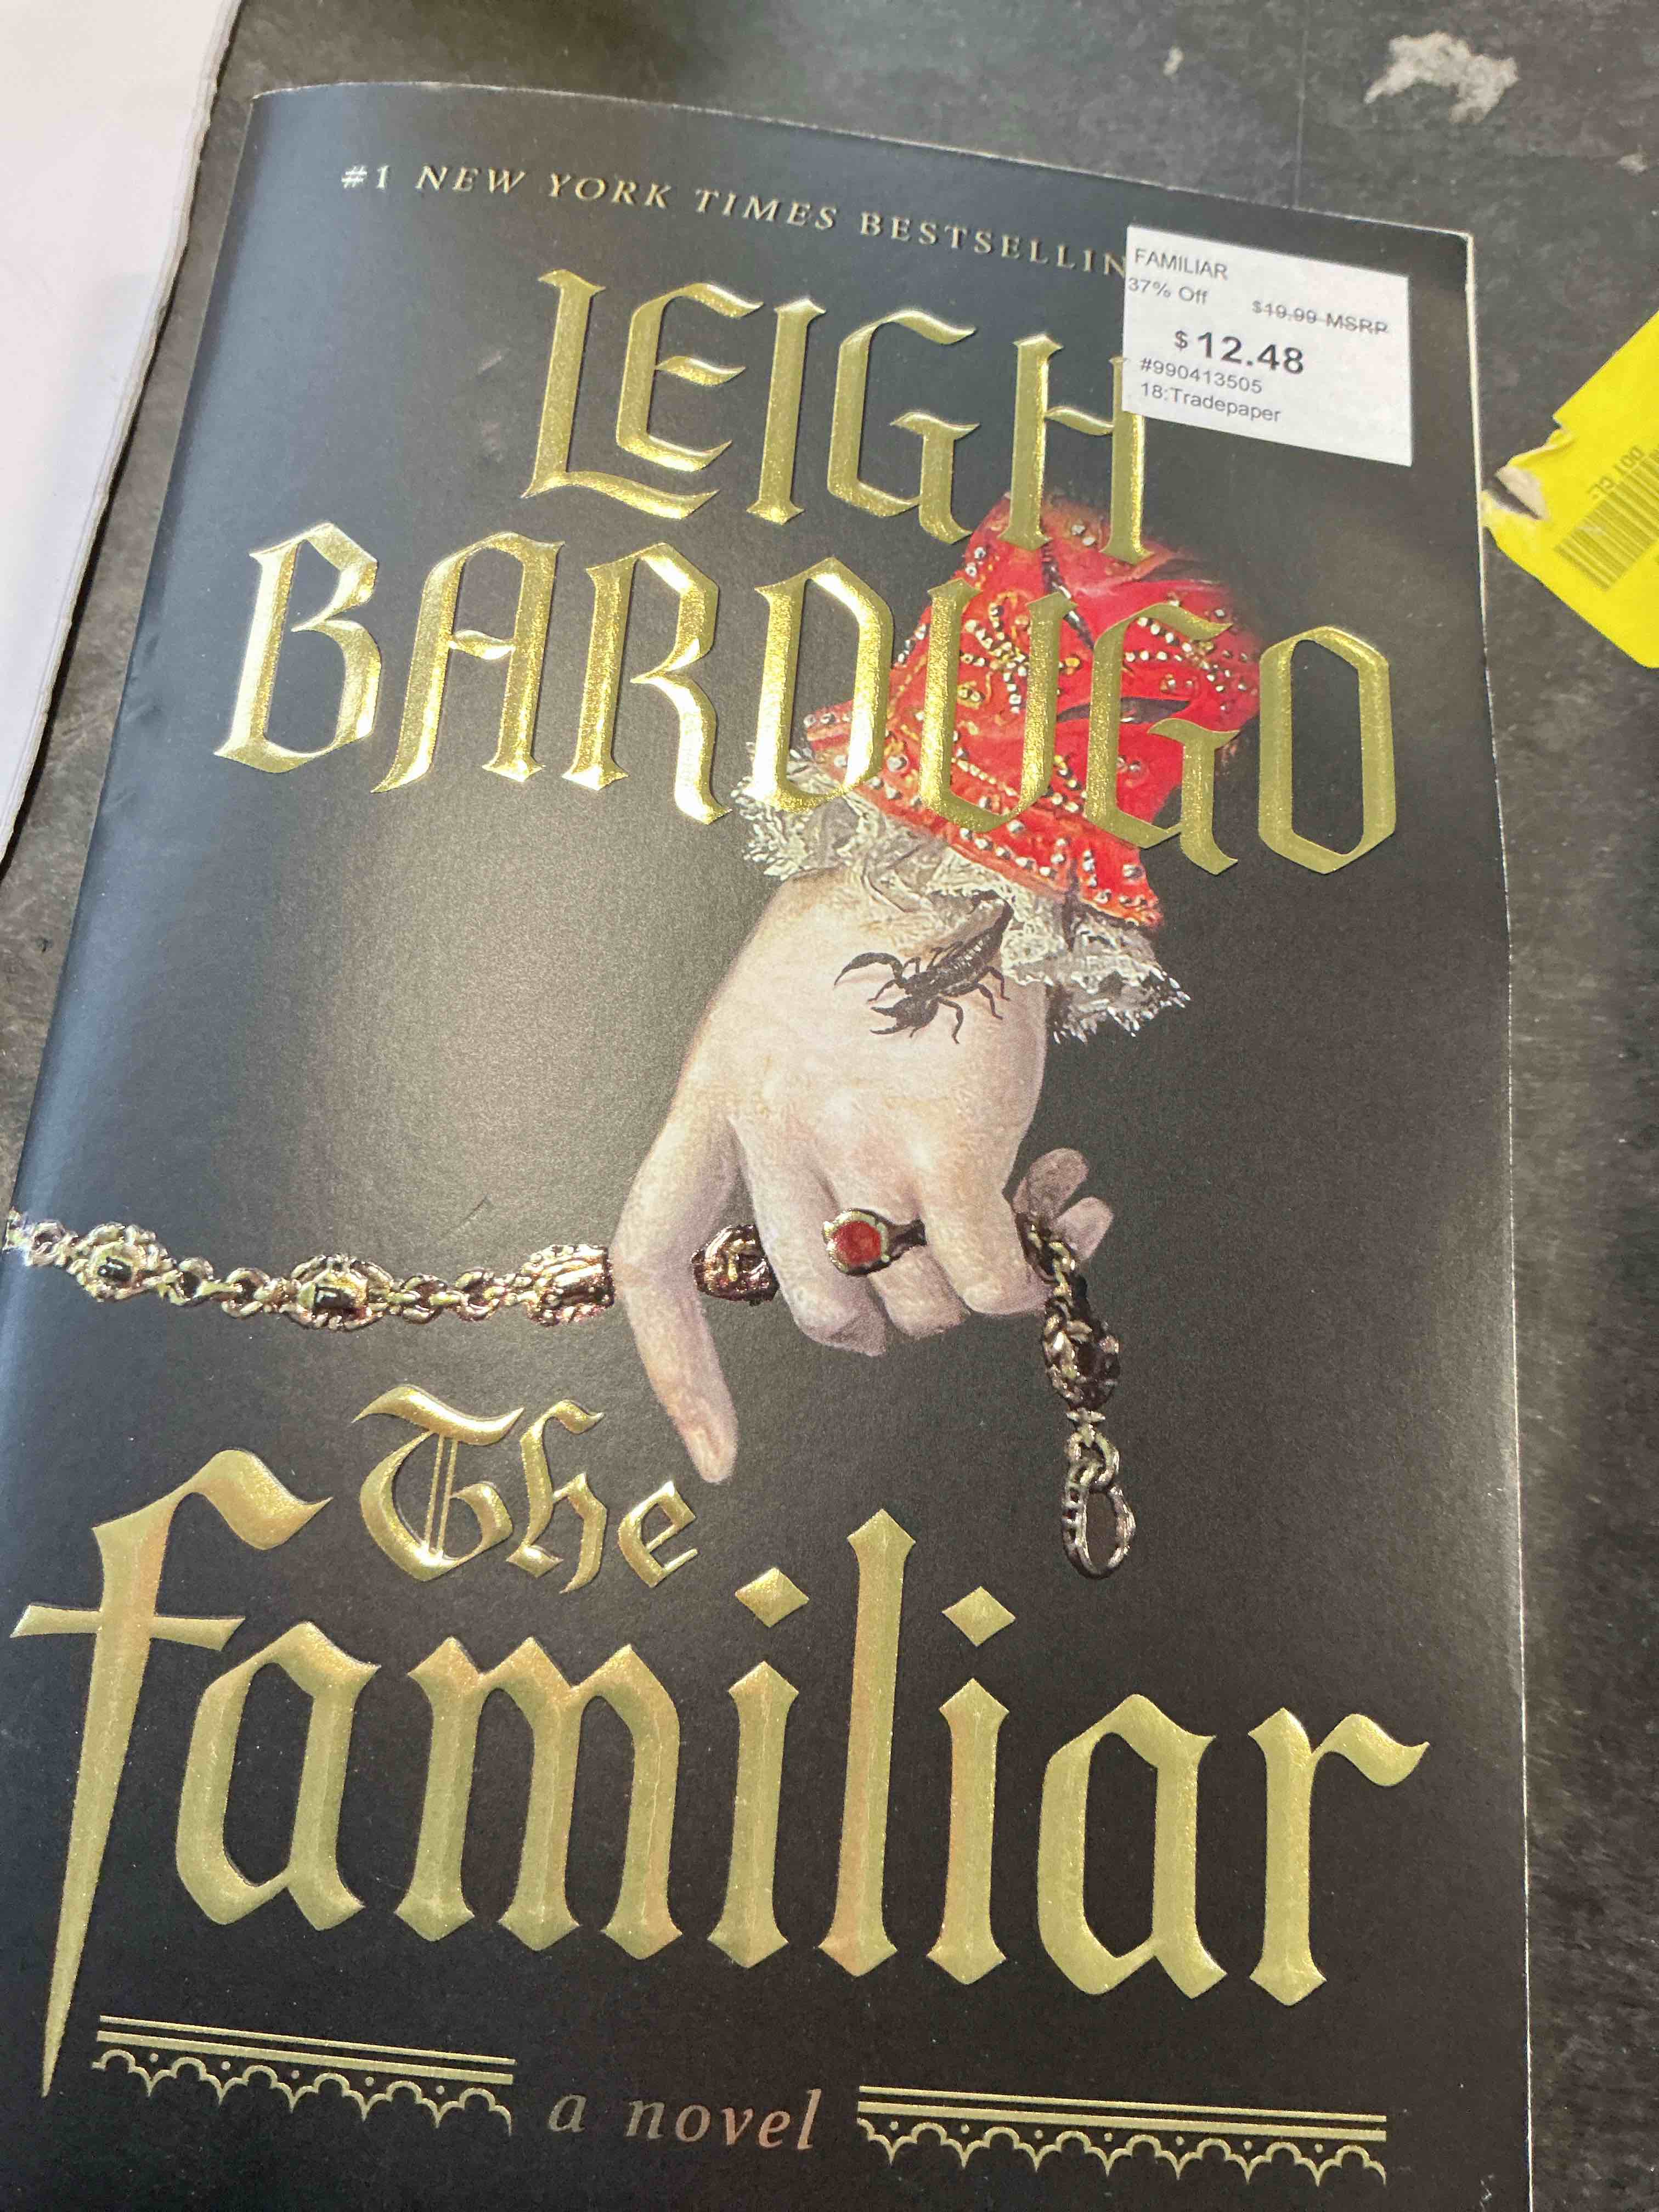 #1 NEW YORK TIMES BESTSELLIN
FAMILIAR
37% Off $19.99 MSRP
$12.48
#990413505
18:Tradepaper
LEIGH
BARDUGO
The
familiar
a novel